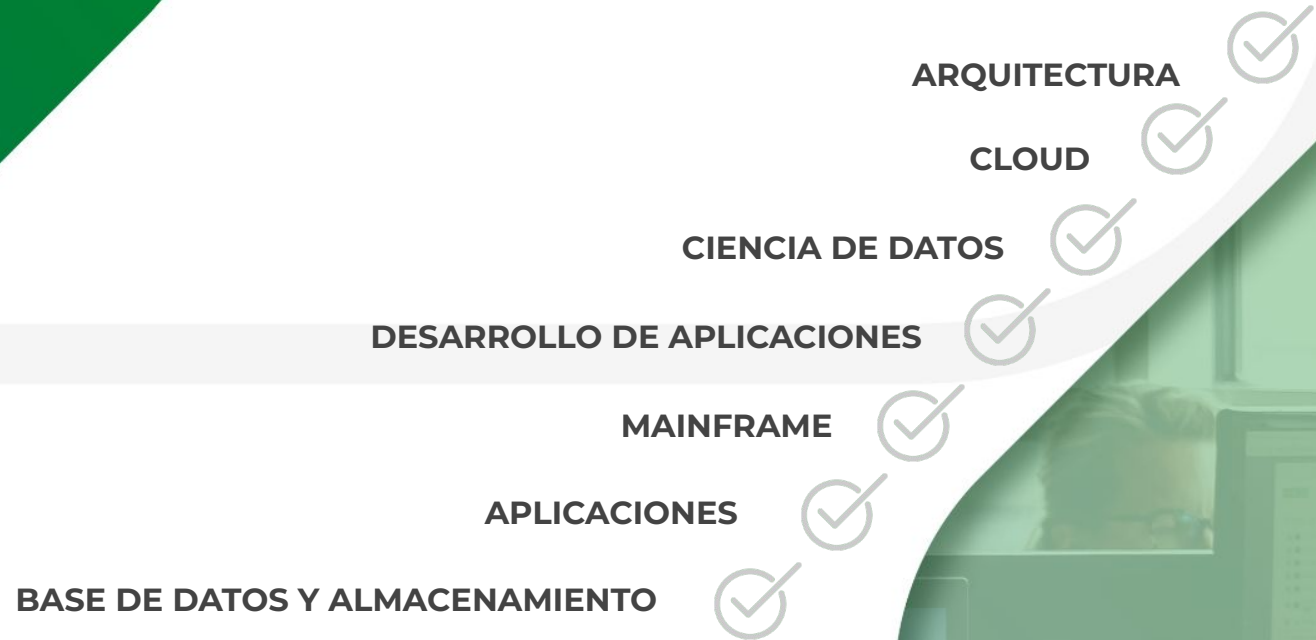 ARQUITECTURA
CLOUD
CIENCIA DE DATOS
DESARROLLO DE APLICACIONES
MAINFRAME
APLICACIONES
BASE DE DATOS Y ALMACENAMIENTO